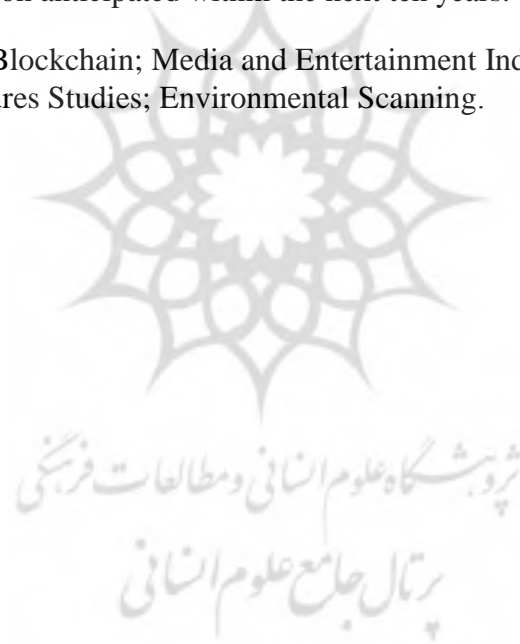 on anticipated within the next ten years.
Blockchain; Media and Entertainment Ind
ures Studies; Environmental Scanning.
پژوهشگاه علوم انسانی و مطالعات فرهنگی
پرتال جامع علوم انسانی